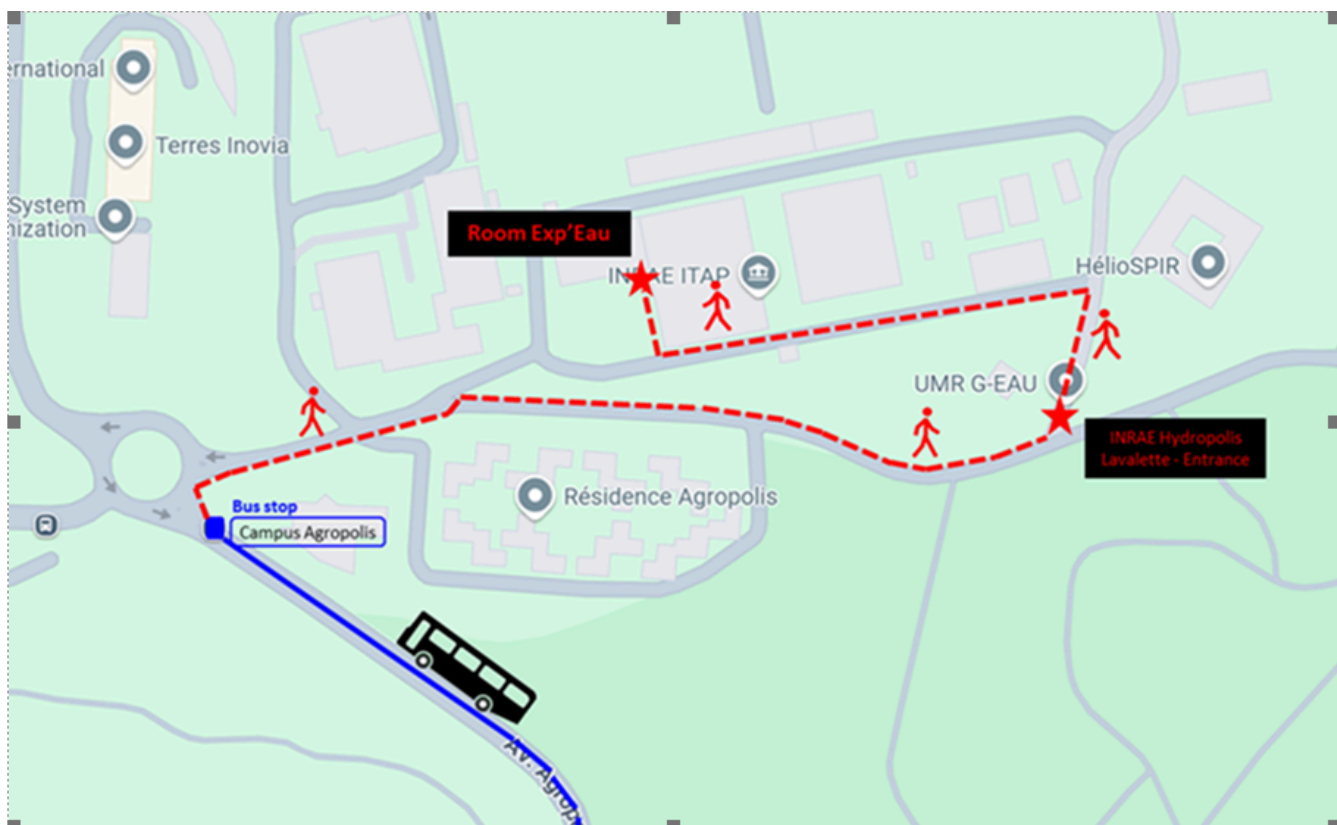 ernational
Terres Inovia
System
nization
Room Exp’Eau
INRAE ITAP
HélioSPIR
UMR G-EAU
INRAE Hydropolis
Lavalette - Entrance
Résidence Agropolis
Bus stop
Campus Agropolis
Av. Agrop